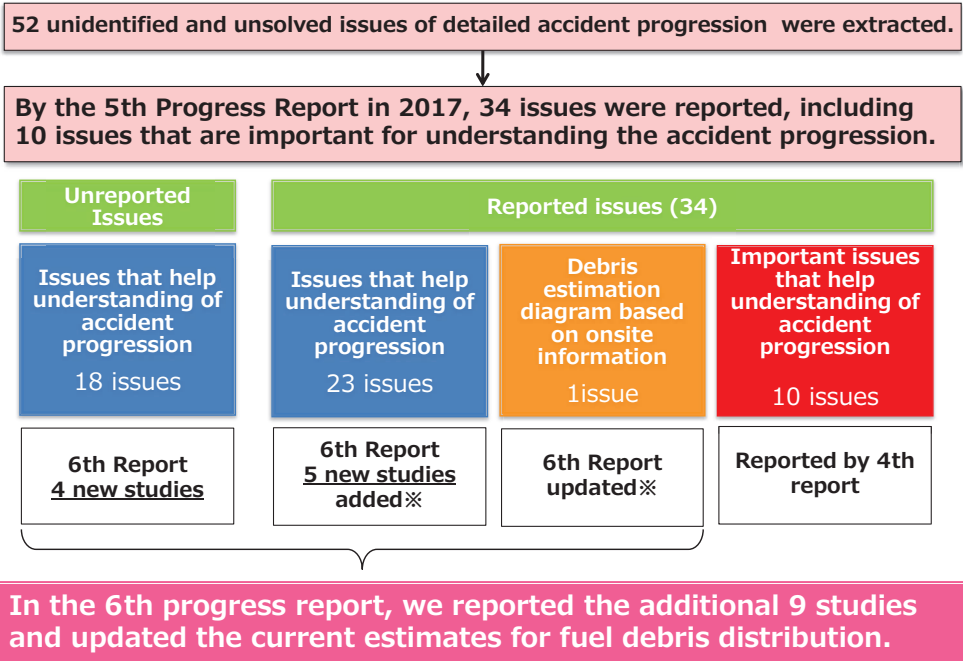 52 unidentified and unsolved issues of detailed accident progression were extracted.
By the 5th Progress Report in 2017, 34 issues were reported, including
10 issues that are important for understanding the accident progression.
Unreported
Issues
Reported issues (34)
Issues that help
understanding of
accident
progression
18 issues
Issues that help
understanding of
accident
progression
23 issues
Debris
estimation
diagram based
on onsite
information
1issue
Important issues
that help
understanding of
accident
progression
10 issues
6th Report
4 new studies
6th Report
5 new studies
added※
6th Report
updated※
Reported by 4th
report
In the 6th progress report, we reported the additional 9 studies
and updated the current estimates for fuel debris distribution.